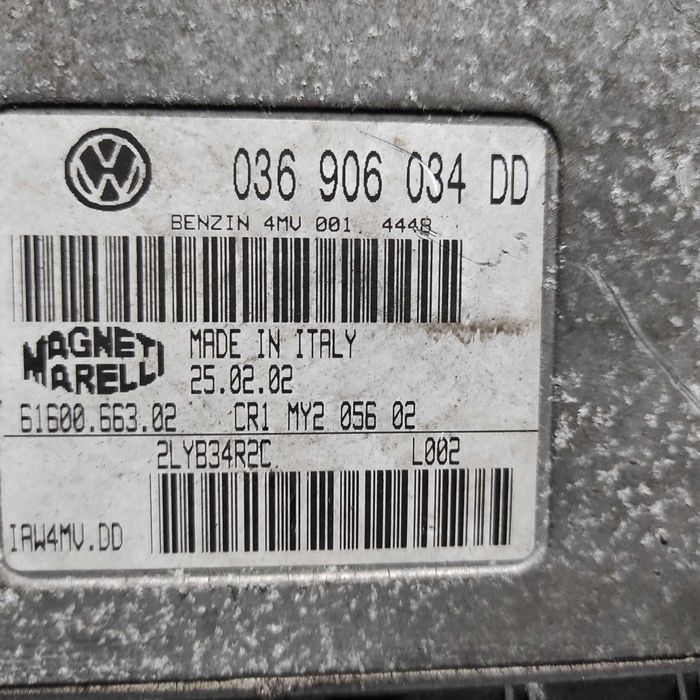 036 906 034 DD
BENZIN 4MV 001 4448
MAGNETI MARELLI
MADE IN ITALY
25.02.02
61600.663.02 CR1 MY2 056 02
2LYB34R2C L002
IAW4MV.DD